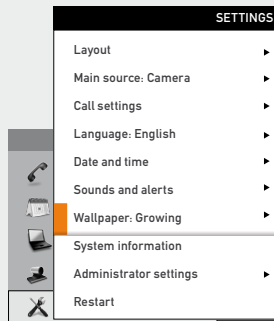 SETTINGS
Layout
Main source: Camera
Call settings
Language: English
Date and time
Sounds and alerts
Wallpaper: Growing
System information
Administrator settings
Restart